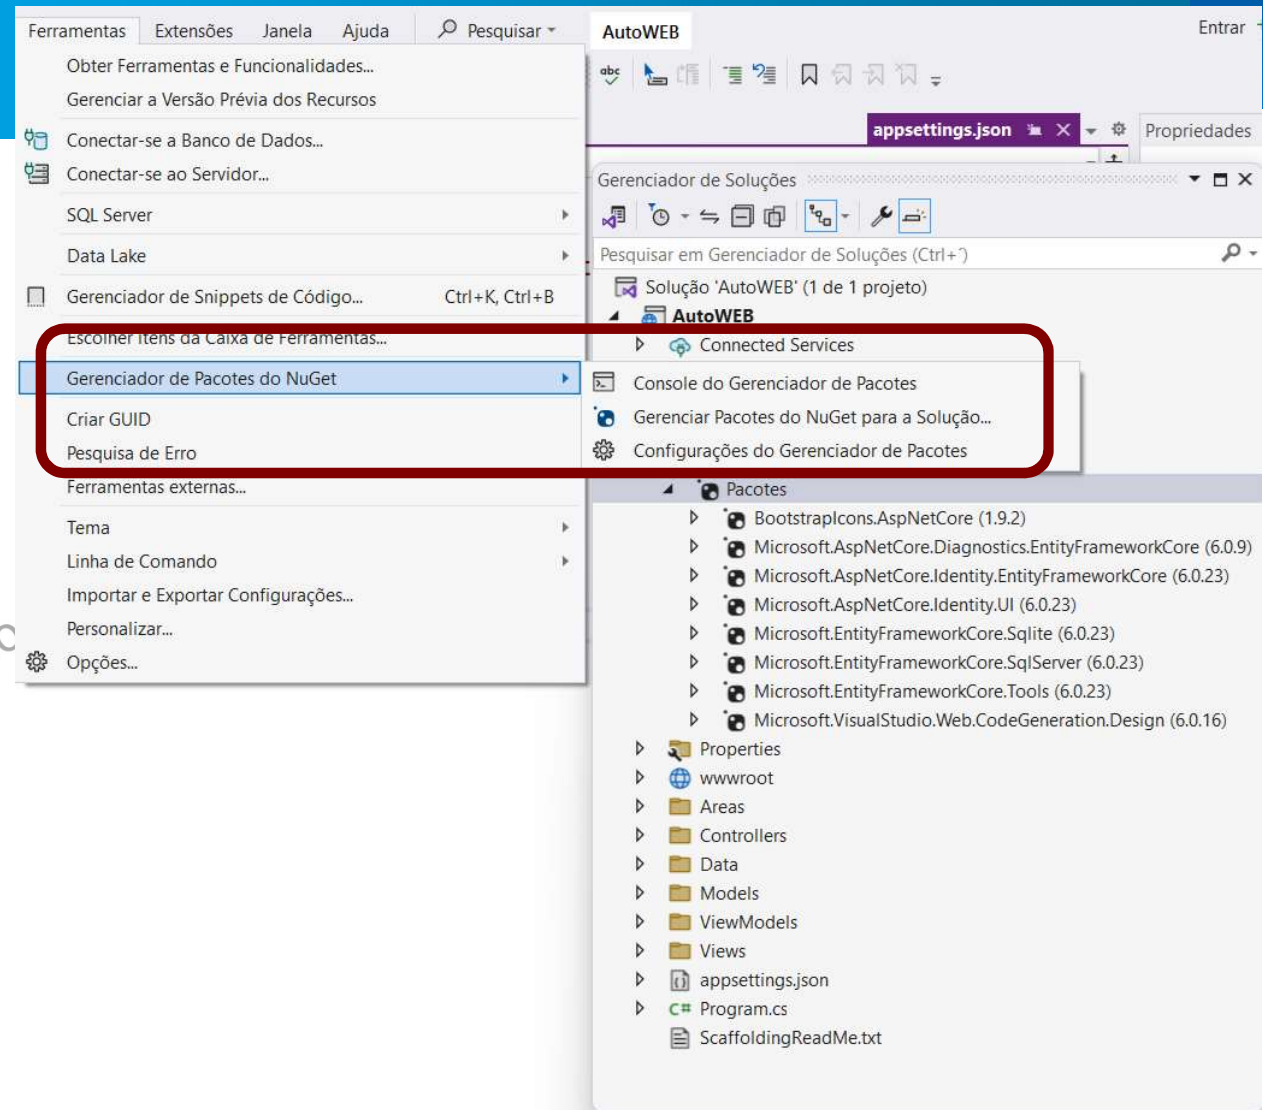 Ferramentas Extensões Janela Ajuda Pesquisar AutoWEB Entrar
Obter Ferramentas e Funcionalidades...
Gerenciar a Versão Prévia dos Recursos
Conectar-se a Banco de Dados...
Conectar-se ao Servidor...
SQL Server
Data Lake
Gerenciador de Snippets de Código... Ctrl+K, Ctrl+B
Escolher Itens da Caixa de Ferramentas...
Gerenciador de Pacotes do NuGet
Criar GUID
Pesquisa de Erro
Ferramentas externas...
Tema
Linha de Comando
Importar e Exportar Configurações...
Personalizar...
Opções...
Console do Gerenciador de Pacotes
Gerenciar Pacotes do NuGet para a Solução...
Configurações do Gerenciador de Pacotes
abc
appsettings.json
Propriedades
Gerenciador de Soluções
Pesquisar em Gerenciador de Soluções (Ctrl+´)
Solução 'AutoWEB' (1 de 1 projeto)
AutoWEB
Connected Services
Pacotes
BootstrapIcons.AspNetCore (1.9.2)
Microsoft.AspNetCore.Diagnostics.EntityFrameworkCore (6.0.9)
Microsoft.AspNetCore.Identity.EntityFrameworkCore (6.0.23)
Microsoft.AspNetCore.Identity.UI (6.0.23)
Microsoft.EntityFrameworkCore.Sqlite (6.0.23)
Microsoft.EntityFrameworkCore.SqlServer (6.0.23)
Microsoft.EntityFrameworkCore.Tools (6.0.23)
Microsoft.VisualStudio.Web.CodeGeneration.Design (6.0.16)
Properties
wwwroot
Areas
Controllers
Data
Models
ViewModels
Views
appsettings.json
C# Program.cs
ScaffoldingReadMe.txt